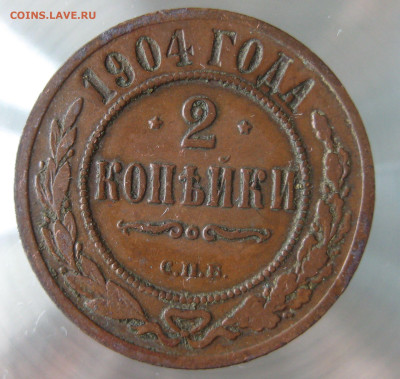 COINS.LAVE.RU
1904 ГОДА
* 2 *
КОПѢЙКИ
С.П.Б.